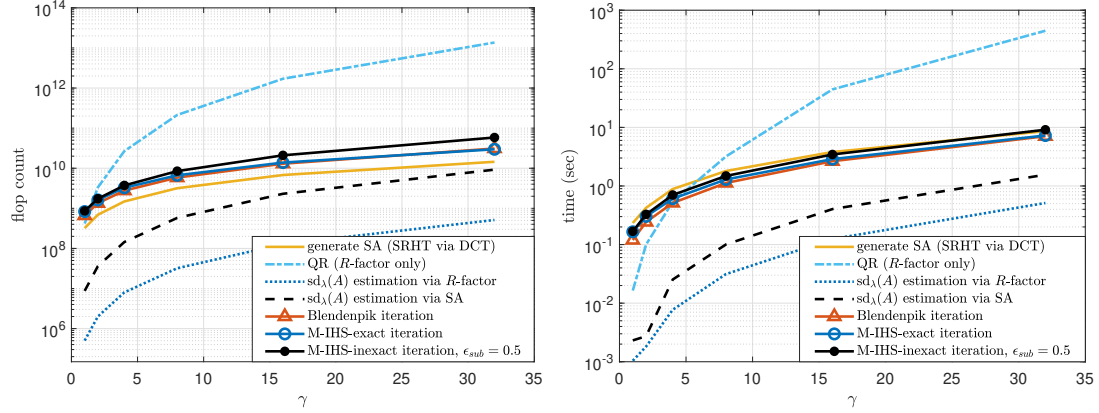 10^14
10^12
10^10
10^8
10^6
flop count
0 5 10 15 20 25 30 35
γ
generate SA (SRHT via DCT)
QR (R-factor only)
sd_λ(A) estimation via R-factor
sd_λ(A) estimation via SA
Blendenpik iteration
M-IHS-exact iteration
M-IHS-inexact iteration, ϵ_sub = 0.5
10^3
10^2
10^1
10^0
10^-1
10^-2
10^-3
time (sec)
0 5 10 15 20 25 30 35
γ
generate SA (SRHT via DCT)
QR (R-factor only)
sd_λ(A) estimation via R-factor
sd_λ(A) estimation via SA
Blendenpik iteration
M-IHS-exact iteration
M-IHS-inexact iteration, ϵ_sub = 0.5